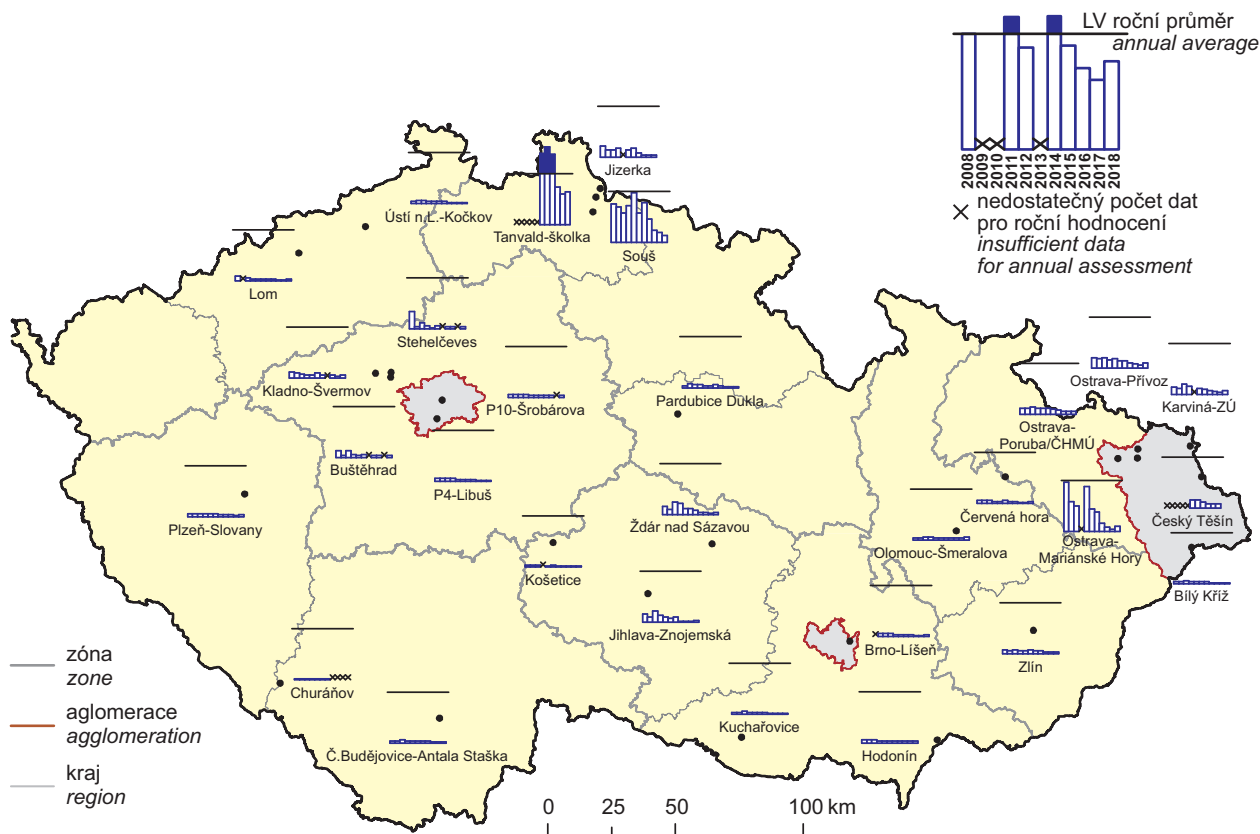 LV roční průměr
annual average
2008
2009
2010
2011
2012
2013
2014
2015
2016
2017
2018
nedostatečný počet dat
pro roční hodnocení
insufficient data
for annual assessment
Jizerka
Ústí n.L.-Kočkov
Tanvald-školka
Souš
Lom
Stehelčeves
Kladno-Švermov
P10-Šrobárova
Pardubice Dukla
Ostrava-Přívoz
Karviná-ZÚ
Ostrava-
Poruba/ČHMÚ
Buštěhrad
P4-Libuš
Plzeň-Slovany
Ždár nad Sázavou
Červená hora
Český Těšín
Olomouc-Šmeralova
Ostrava-
Mariánské Hory
Košetice
Bílý Kříž
Jihlava-Znojemská
Brno-Líšeň
Zlín
Churáňov
Kuchařovice
Č.Budějovice-Antala Staška
Hodonín
zóna
zone
aglomerace
agglomeration
kraj
region
0 25 50 100 km